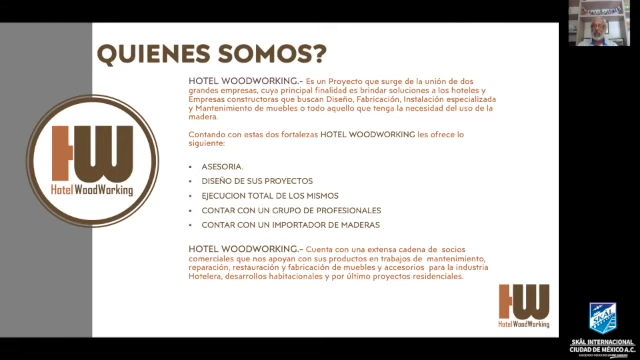 QUIENES SOMOS?
HOTEL WOODWORKING.- Es un Proyecto que surge de la unión de dos
grandes empresas, cuya principal finalidad es brindar soluciones a los hoteles y
Empresas constructoras que buscan Diseño, Fabricación, Instalación especializada
y Mantenimiento de muebles o todo aquello que tenga la necesidad del uso de la
madera.
Contando con estas dos fortalezas HOTEL WOODWORKING les ofrece lo
siguiente:
• ASESORIA.
• DISEÑO DE SUS PROYECTOS
• EJECUCION TOTAL DE LOS MISMOS
• CONTAR CON UN GRUPO DE PROFESIONALES
• CONTAR CON UN IMPORTADOR DE MADERAS
HOTEL WOODWORKING.- Cuenta con una extensa cadena de socios
comerciales que nos apoyan con sus productos en trabajos de mantenimiento,
reparación, restauración y fabricación de muebles y accesorios para la industria
Hotelera, desarrollos habitacionales y por último proyectos residenciales.
HW
Hotel WoodWorking
HW
Hotel WoodWorking
SKÅL
SKÅL INTERNACIONAL
CIUDAD DE MÉXICO A.C.